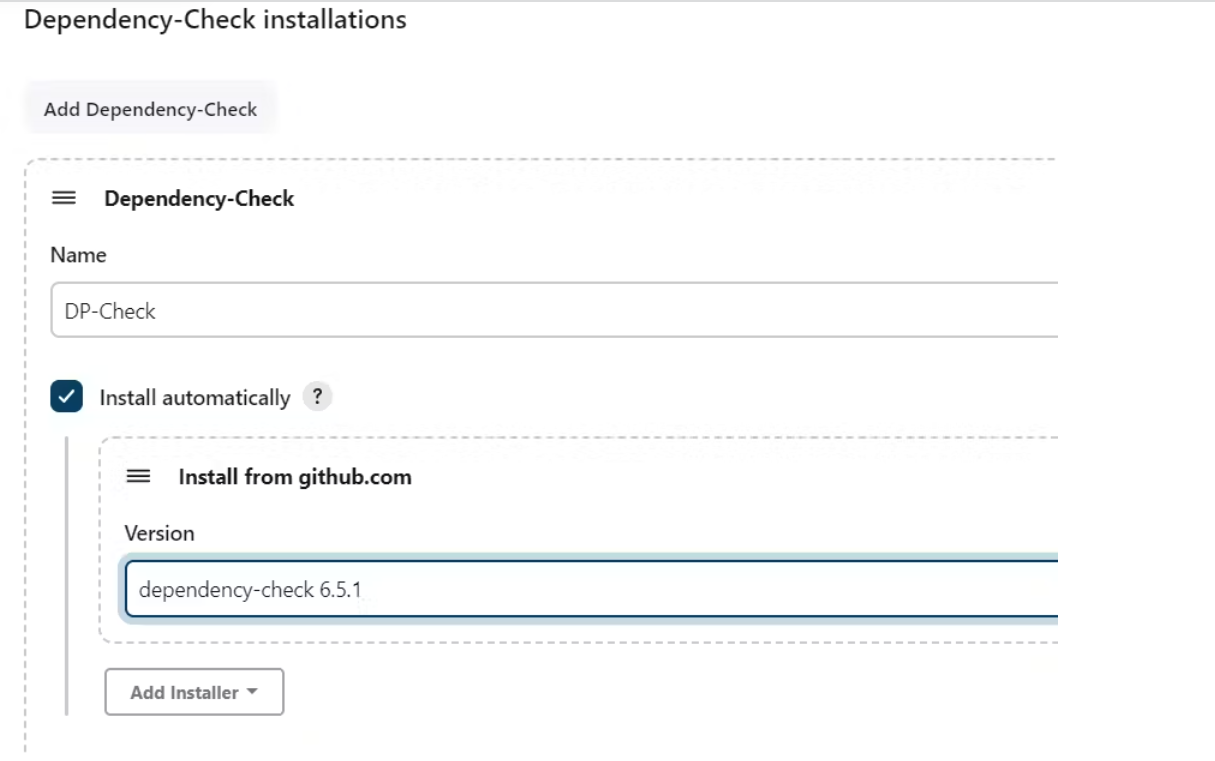 Dependency-Check installations
Add Dependency-Check
Dependency-Check
Name
DP-Check
Install automatically ?
Install from github.com
Version
dependency-check 6.5.1
Add Installer